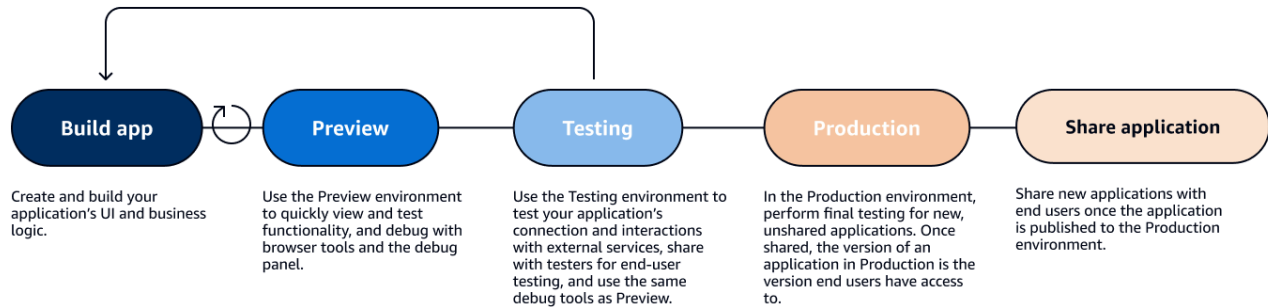 Build app
Preview
Testing
Production
Share application
Create and build your
application's UI and business
logic.
Use the Preview environment
to quickly view and test
functionality, and debug with
browser tools and the debug
panel.
Use the Testing environment to
test your application's
connection and interactions
with external services, share
with testers for end-user
testing, and use the same
debug tools as Preview.
In the Production environment,
perform final testing for new,
unshared applications. Once
shared, the version of an
application in Production is the
version end users have access
to.
Share new applications with
end users once the application
is published to the Production
environment.